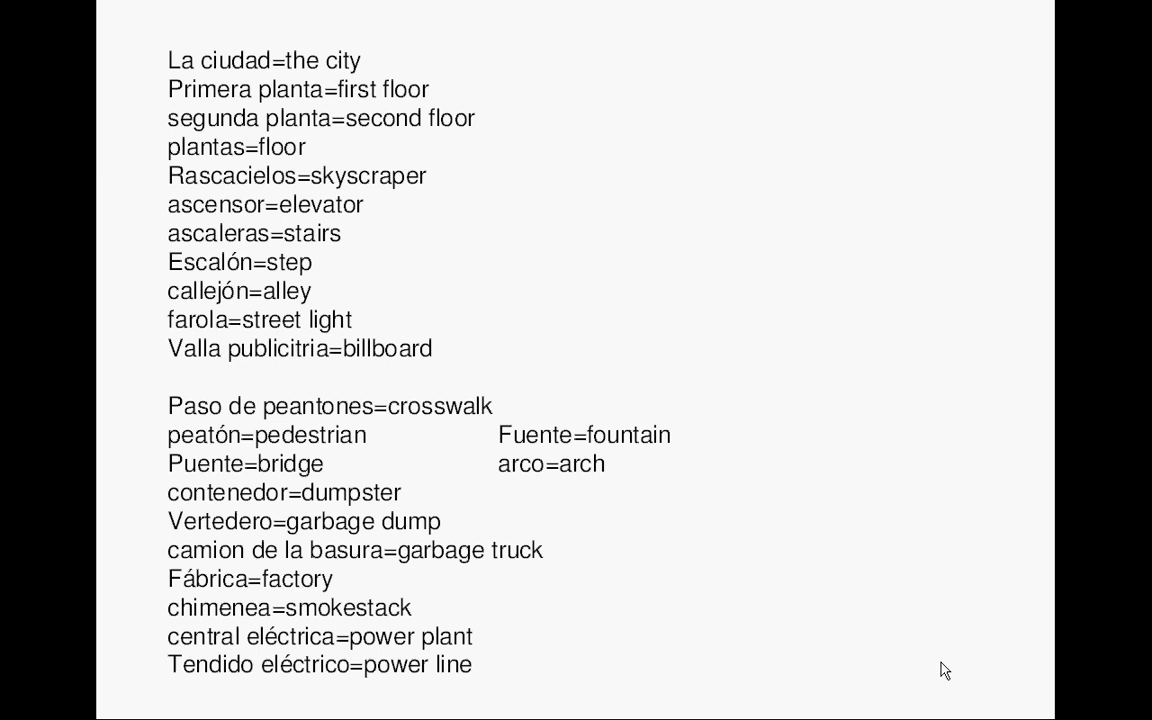 La ciudad=the city
Primera planta=first floor
segunda planta=second floor
plantas=floor
Rascacielos=skyscraper
ascensor=elevator
ascaleras=stairs
Escalón=step
callejón=alley
farola=street light
Valla publicitria=billboard
Paso de peantones=crosswalk
peatón=pedestrian Fuente=fountain
Puente=bridge arco=arch
contenedor=dumpster
Vertedero=garbage dump
camion de la basura=garbage truck
Fábrica=factory
chimenea=smokestack
central eléctrica=power plant
Tendido eléctrico=power line